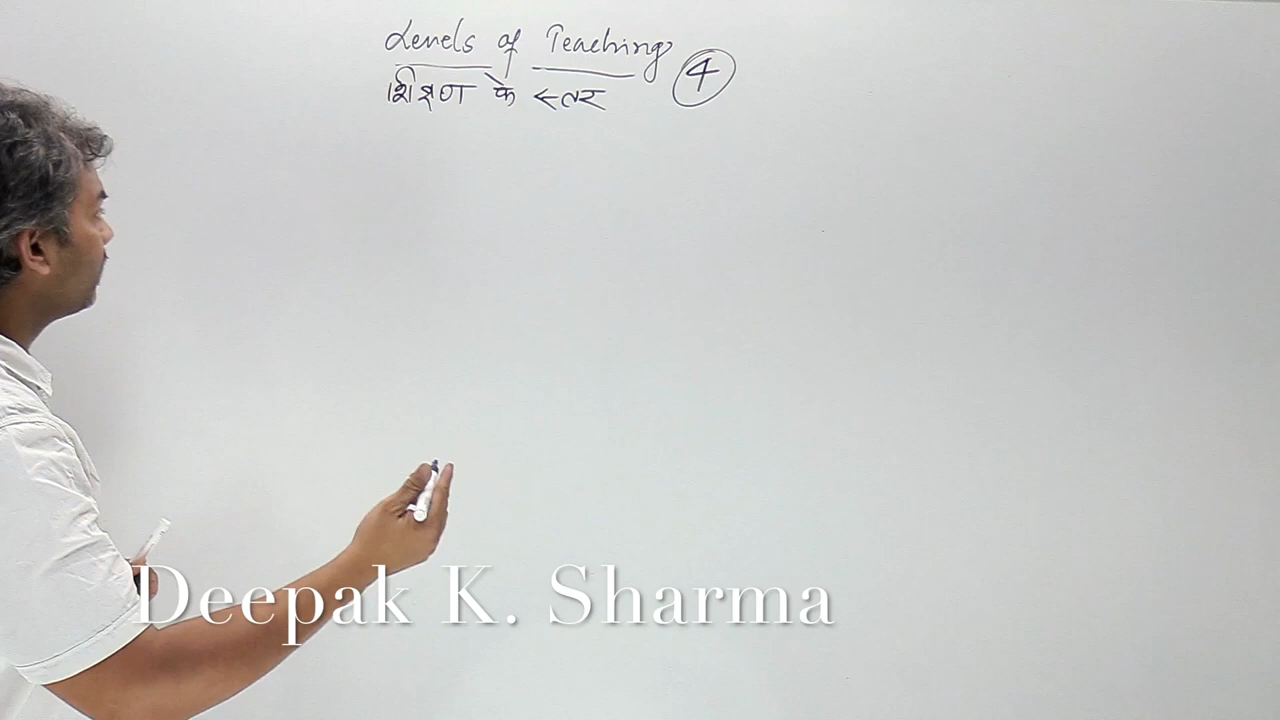 Levels of Teaching
④
शिक्षण के स्तर
Deepak K. Sharma